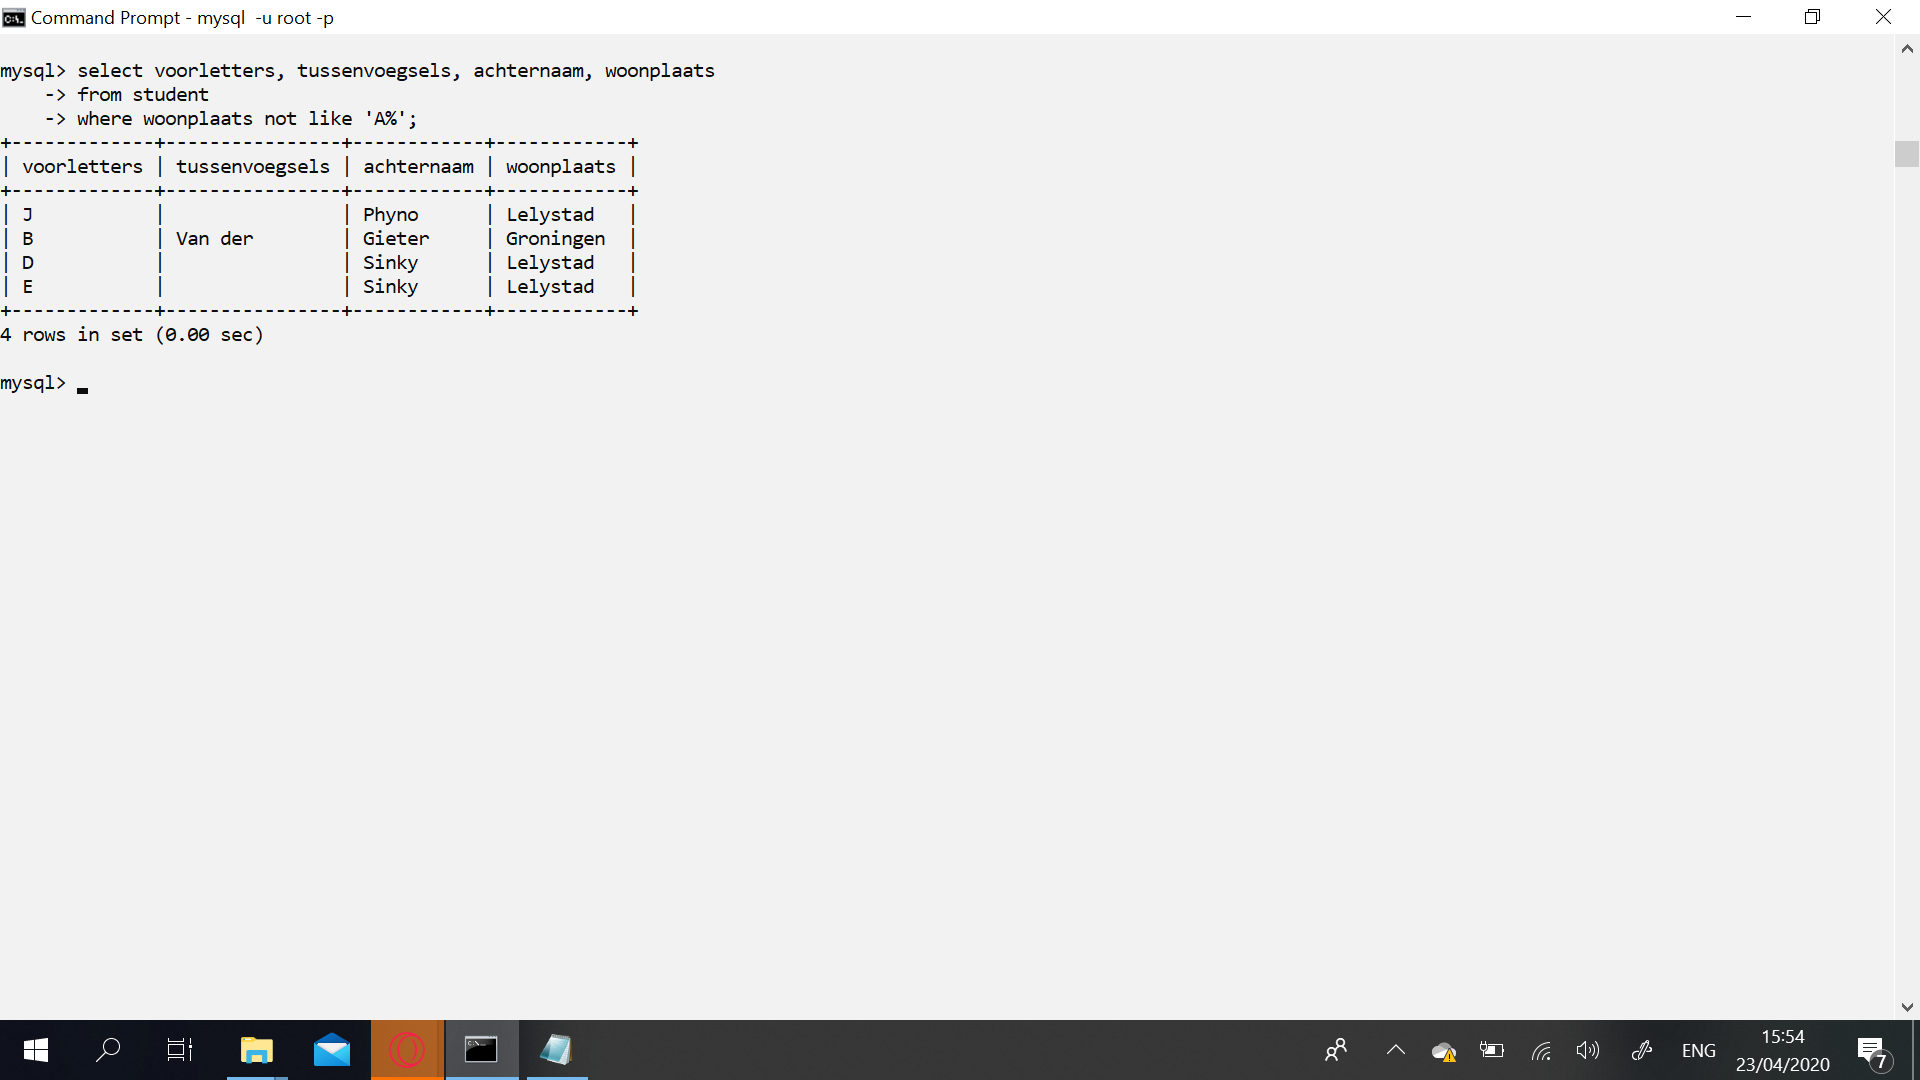 Command Prompt - mysql  -u root -p
mysql> select voorletters, tussenvoegsels, achternaam, woonplaats
    -> from student
    -> where woonplaats not like 'A%';
+-------------+----------------+------------+------------+
| voorletters | tussenvoegsels | achternaam | woonplaats |
+-------------+----------------+------------+------------+
| J           |                | Phyno      | Lelystad   |
| B           | Van der        | Gieter     | Groningen  |
| D           |                | Sinky      | Lelystad   |
| E           |                | Sinky      | Lelystad   |
+-------------+----------------+------------+------------+
4 rows in set (0.00 sec)
mysql>
ENG
15:54
23/04/2020
7